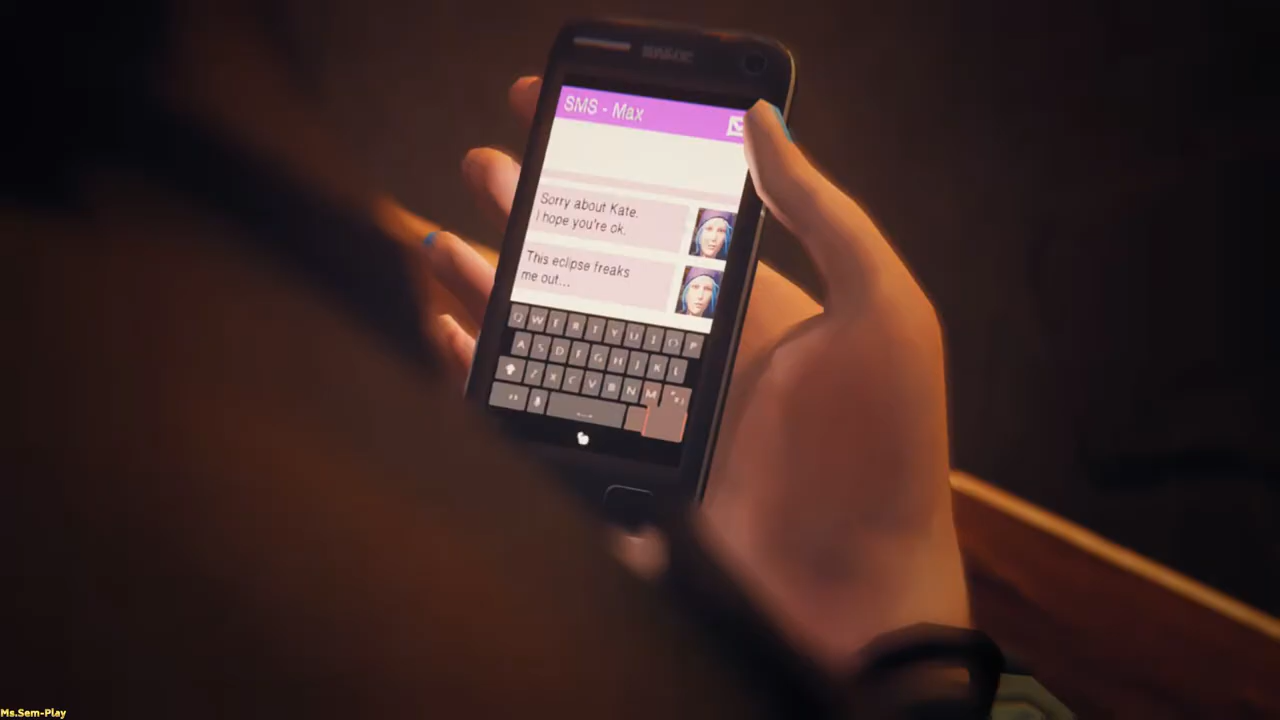 SMS - Max
Sorry about Kate.
I hope you're ok.
This eclipse freaks
me out...
Q W E R T Y U I O P
A S D F G H J K L
Z X C V B N M
Ms.Sem-Play